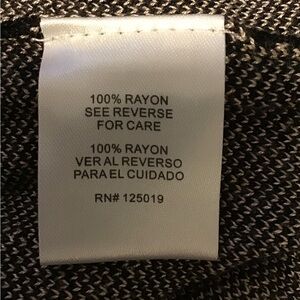 100% RAYON
SEE REVERSE
FOR CARE
100% RAYON
VER AL REVERSO
PARA EL CUIDADO
RN# 125019